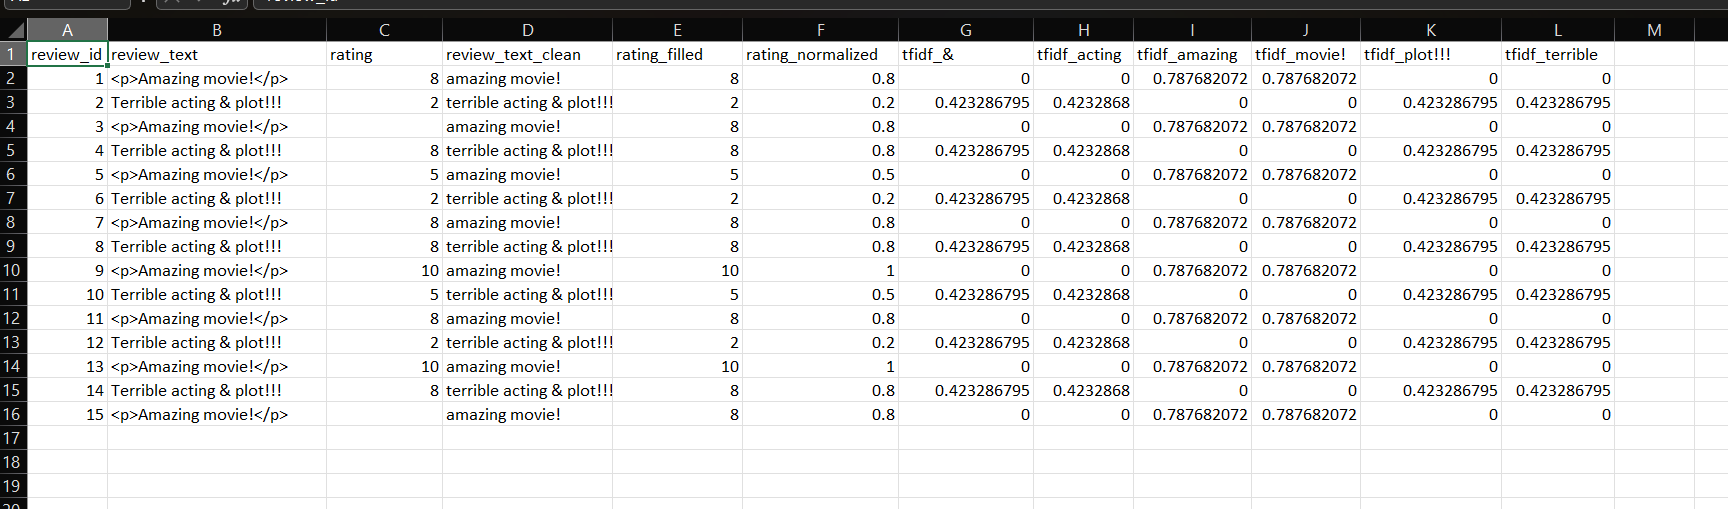 A B C D E F G H I J K L M
1 review_id review_text rating review_text_clean rating_filled rating_normalized tfidf_& tfidf_acting tfidf_amazing tfidf_movie! tfidf_plot!!! tfidf_terrible
2 1 <p>Amazing movie!</p> 8 amazing movie! 8 0.8 0 0 0.787682072 0.787682072 0 0
3 2 Terrible acting & plot!!! 2 terrible acting & plot!!! 2 0.2 0.423286795 0.4232868 0 0 0.423286795 0.423286795
4 3 <p>Amazing movie!</p> amazing movie! 8 0.8 0 0 0.787682072 0.787682072 0 0
5 4 Terrible acting & plot!!! 8 terrible acting & plot!!! 8 0.8 0.423286795 0.4232868 0 0 0.423286795 0.423286795
6 5 <p>Amazing movie!</p> 5 amazing movie! 5 0.5 0 0 0.787682072 0.787682072 0 0
7 6 Terrible acting & plot!!! 2 terrible acting & plot!!! 2 0.2 0.423286795 0.4232868 0 0 0.423286795 0.423286795
8 7 <p>Amazing movie!</p> 8 amazing movie! 8 0.8 0 0 0.787682072 0.787682072 0 0
9 8 Terrible acting & plot!!! 8 terrible acting & plot!!! 8 0.8 0.423286795 0.4232868 0 0 0.423286795 0.423286795
10 9 <p>Amazing movie!</p> 10 amazing movie! 10 1 0 0 0.787682072 0.787682072 0 0
11 10 Terrible acting & plot!!! 5 terrible acting & plot!!! 5 0.5 0.423286795 0.4232868 0 0 0.423286795 0.423286795
12 11 <p>Amazing movie!</p> 8 amazing movie! 8 0.8 0 0 0.787682072 0.787682072 0 0
13 12 Terrible acting & plot!!! 2 terrible acting & plot!!! 2 0.2 0.423286795 0.4232868 0 0 0.423286795 0.423286795
14 13 <p>Amazing movie!</p> 10 amazing movie! 10 1 0 0 0.787682072 0.787682072 0 0
15 14 Terrible acting & plot!!! 8 terrible acting & plot!!! 8 0.8 0.423286795 0.4232868 0 0 0.423286795 0.423286795
16 15 <p>Amazing movie!</p> amazing movie! 8 0.8 0 0 0.787682072 0.787682072 0 0
17
18
19